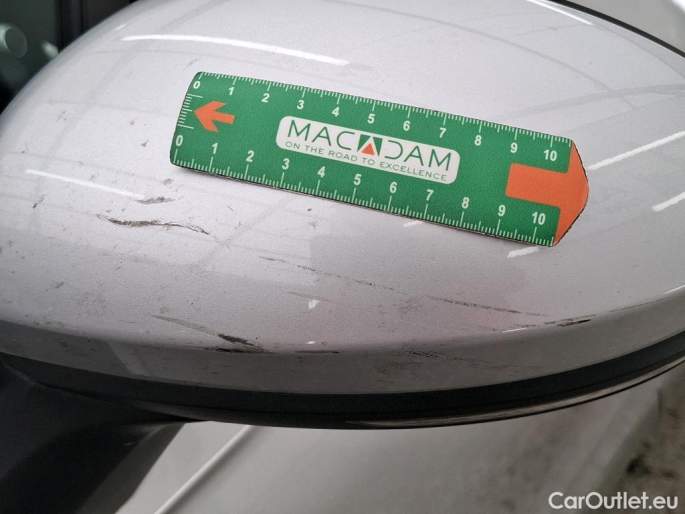 0 1 2 3 4 5 6 7 8 9 10
MACADAM
ON THE ROAD TO EXCELLENCE
0 1 2 3 4 5 6 7 8 9 10
CarOutlet.eu